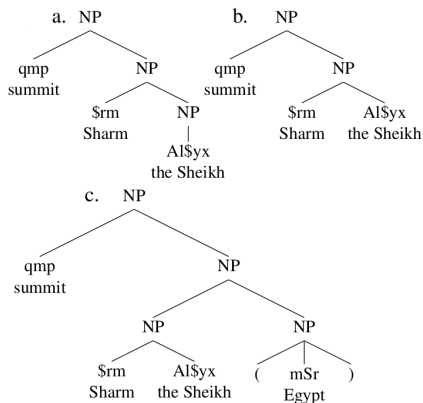 a. NP
qmp NP
summit
$rm NP
Sharm
Al$yx
the Sheikh
b. NP
qmp NP
summit
$rm Al$yx
Sharm the Sheikh
c. NP
qmp NP
summit
NP NP
$rm Al$yx ( mSr )
Sharm the Sheikh Egypt